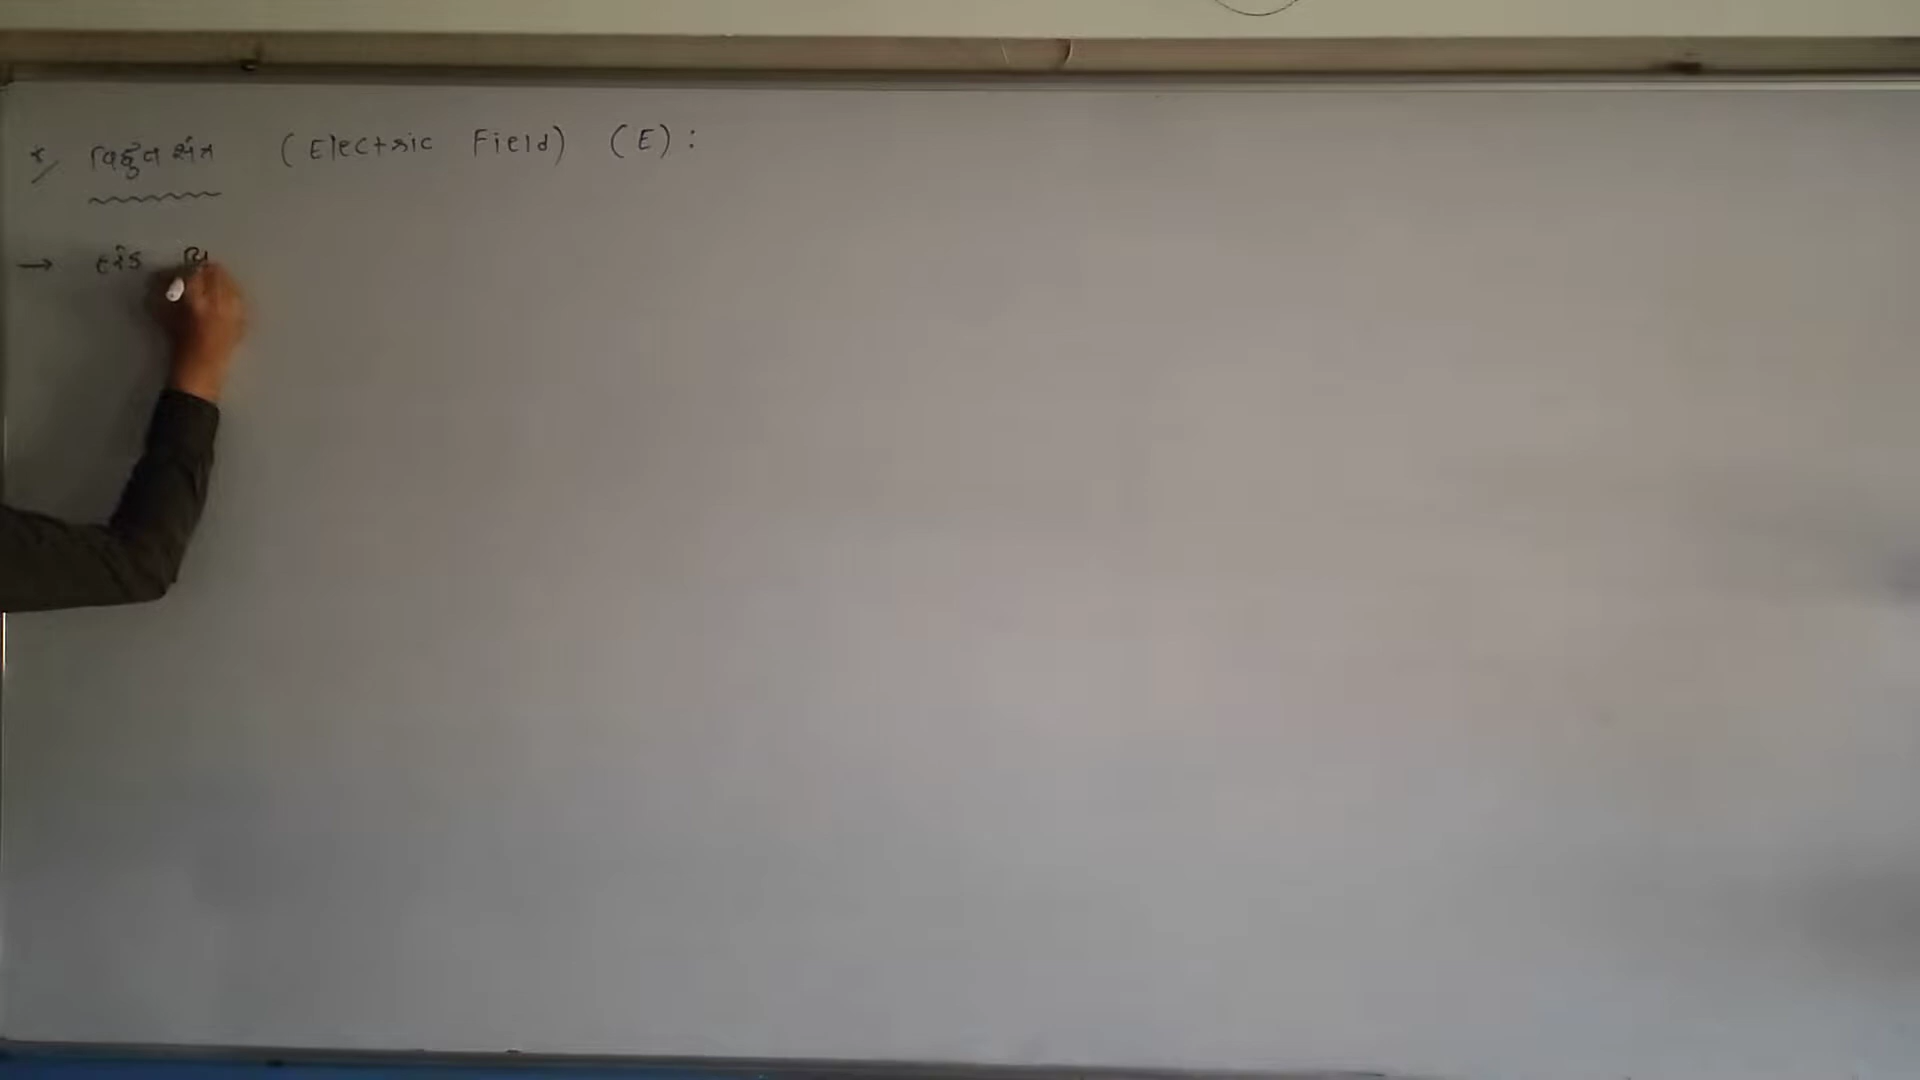 * વિદ્યુત ક્ષેત્ર (Electric Field) (E) :
→ દરેક વિ